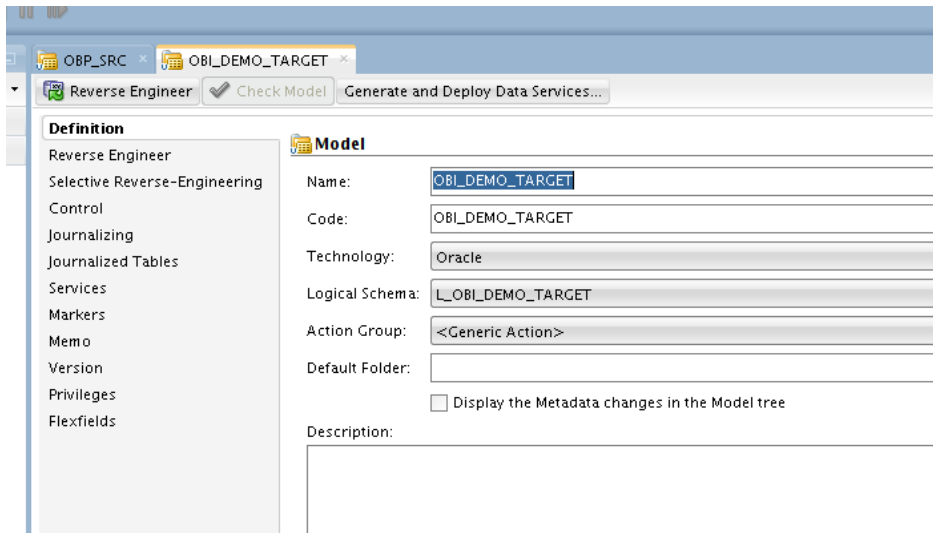 OBP_SRC OBI_DEMO_TARGET
Reverse Engineer Check Model Generate and Deploy Data Services...
Definition
Reverse Engineer
Selective Reverse-Engineering
Control
Journalizing
Journalized Tables
Services
Markers
Memo
Version
Privileges
Flexfields
Model
Name: OBI_DEMO_TARGET
Code: OBI_DEMO_TARGET
Technology: Oracle
Logical Schema: L_OBI_DEMO_TARGET
Action Group: <Generic Action>
Default Folder:
Display the Metadata changes in the Model tree
Description: